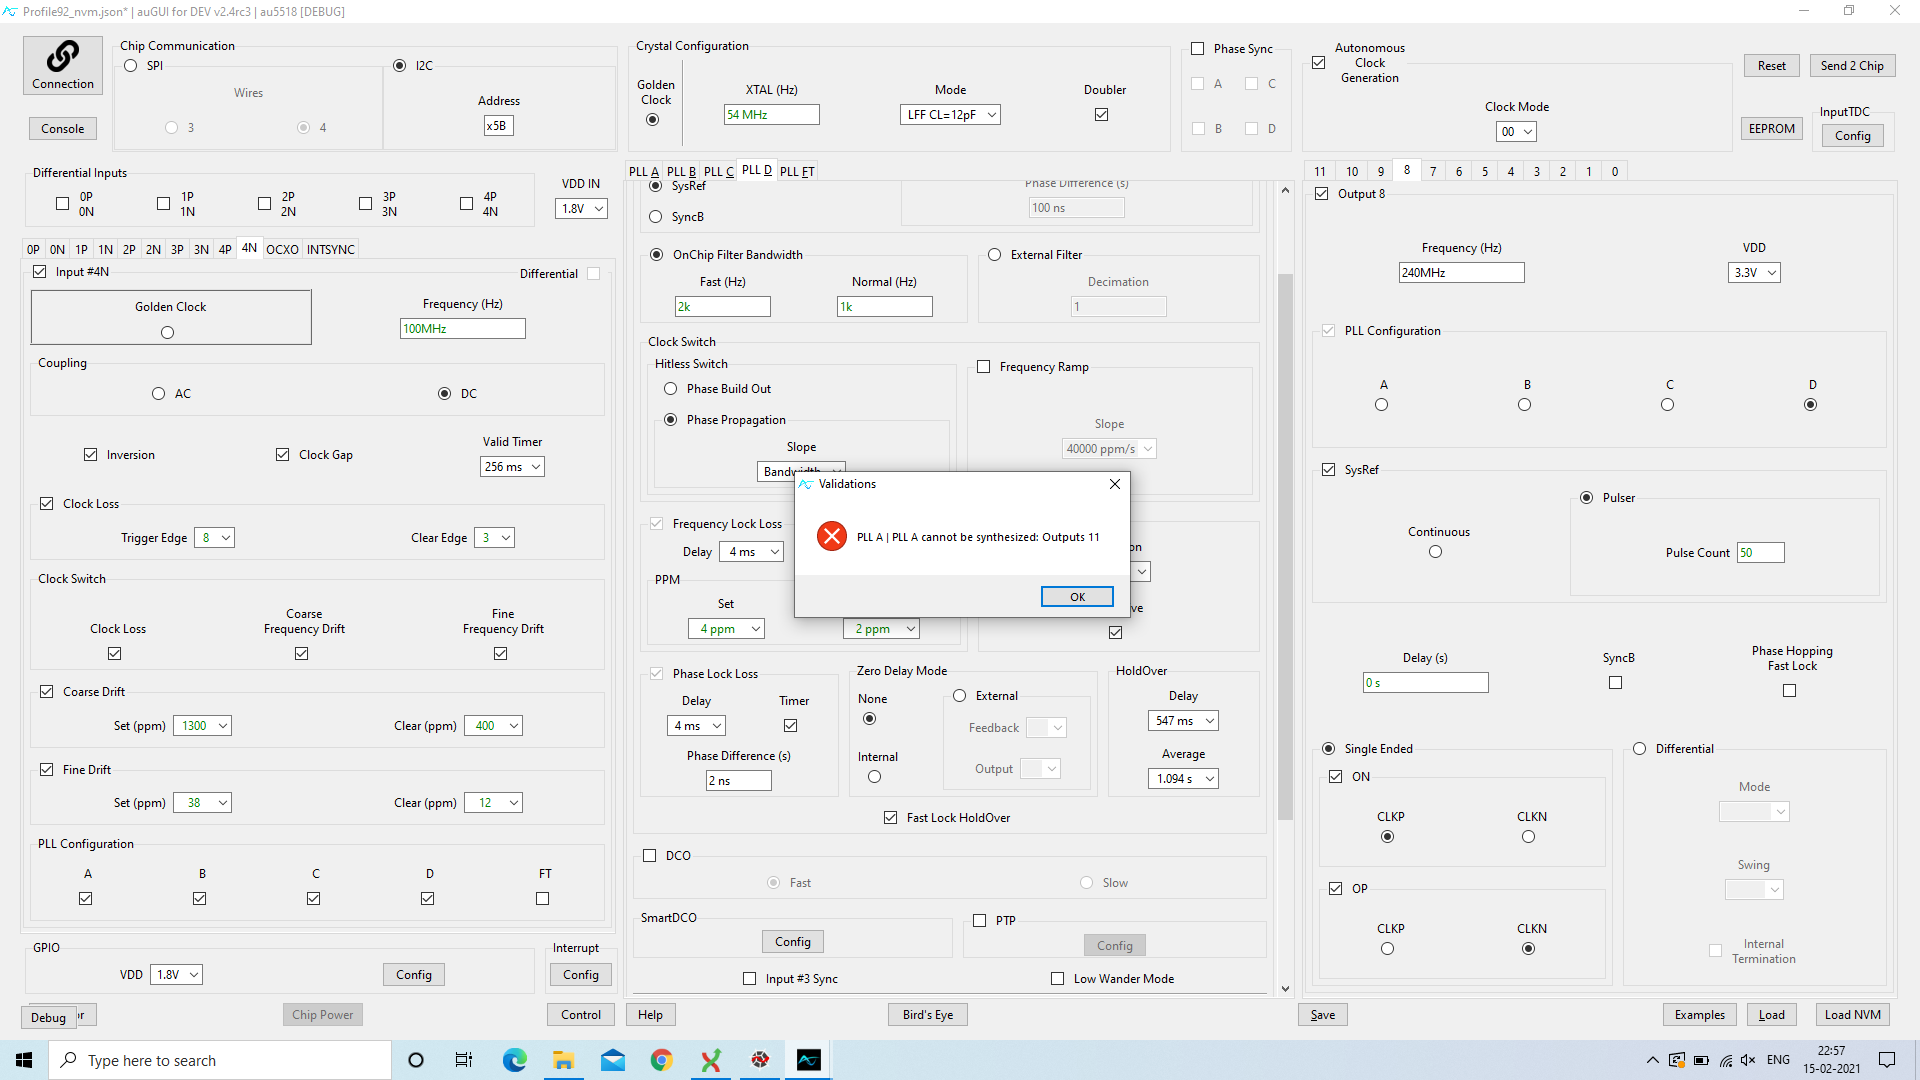 Profile92_nvm.json* | auGUI for DEV v2.4rc3 | au5518 [DEBUG]
Connection
Console
Chip Communication
SPI
Wires
3
4
I2C
Address
x5B
Crystal Configuration
Golden
Clock
XTAL (Hz)
54 MHz
Mode
LFF CL=12pF
Doubler
Phase Sync
A
C
B
D
Autonomous
Clock
Generation
Clock Mode
00
Reset
Send 2 Chip
EEPROM
InputTDC
Config
Differential Inputs
0P
0N
1P
1N
2P
2N
3P
3N
4P
4N
VDD IN
1.8V
0P 0N 1P 1N 2P 2N 3P 3N 4P 4N OCXO INTSYNC
Input #4N
Differential
Golden Clock
Frequency (Hz)
100MHz
Coupling
AC
DC
Inversion
Clock Gap
Valid Timer
256 ms
Clock Loss
Trigger Edge 8
Clear Edge 3
Clock Switch
Clock Loss
Coarse
Frequency Drift
Fine
Frequency Drift
Coarse Drift
Set (ppm) 1300
Clear (ppm) 400
Fine Drift
Set (ppm) 38
Clear (ppm) 12
PLL Configuration
A
B
C
D
FT
GPIO
VDD 1.8V
Config
Interrupt
Config
Debug
r
Chip Power
Control
PLL A PLL B PLL C PLL D PLL FT
SysRef
SyncB
Phase Difference (s)
100 ns
OnChip Filter Bandwidth
Fast (Hz)
2k
Normal (Hz)
1k
External Filter
Decimation
1
Clock Switch
Hitless Switch
Phase Build Out
Phase Propagation
Slope
Bandwidth
Frequency Ramp
Slope
40000 ppm/s
Validations
PLL A | PLL A cannot be synthesized: Outputs 11
OK
Frequency Lock Loss
Delay 4 ms
PPM
Set
4 ppm
2 ppm
on
ve
Phase Lock Loss
Delay
4 ms
Timer
Phase Difference (s)
2 ns
Zero Delay Mode
None
Internal
External
Feedback
Output
HoldOver
Delay
547 ms
Average
1.094 s
Fast Lock HoldOver
DCO
Fast
Slow
SmartDCO
Config
PTP
Config
Input #3 Sync
Low Wander Mode
Help
Bird's Eye
11 10 9 8 7 6 5 4 3 2 1 0
Output 8
Frequency (Hz)
240MHz
VDD
3.3V
PLL Configuration
A
B
C
D
SysRef
Continuous
Pulser
Pulse Count 50
Delay (s)
0 s
SyncB
Phase Hopping
Fast Lock
Single Ended
ON
CLKP
CLKN
OP
CLKP
CLKN
Differential
Mode
Swing
Internal
Termination
Save
Examples
Load
Load NVM
Type here to search
ENG
22:57
15-02-2021